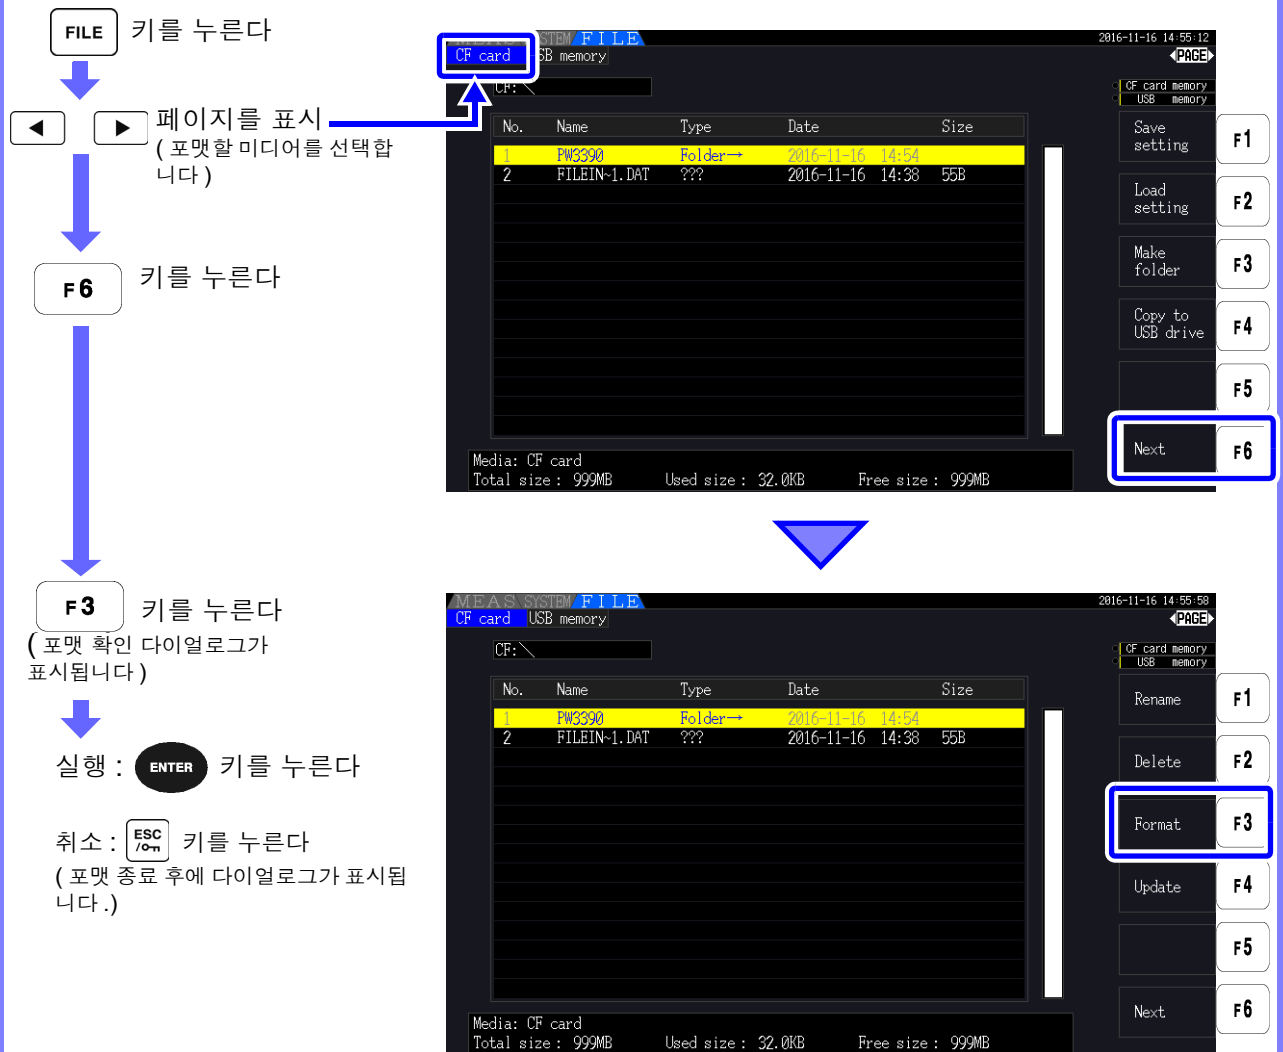 FILE 키를 누른다
페이지를 표시
( 포맷할 미디어를 선택합
니다 )
F6 키를 누른다
F3 키를 누른다
( 포맷 확인 다이얼로그가
표시됩니다 )
실행 : ENTER 키를 누른다
취소 : ESC 키를 누른다
( 포맷 종료 후에 다이얼로그가 표시됩
니다 .)
MEAS SYSTEM FILE 2016-11-16 14:55:12
CF card USB memory PAGE
CF:\
CF card memory
USB memory
No. Name Type Date Size
1 PW3390 Folder→ 2016-11-16 14:54
2 FILEIN~1.DAT ??? 2016-11-16 14:38 55B
Save
setting F1
Load
setting F2
Make
folder F3
Copy to
USB drive F4
F5
Next F6
Media: CF card
Total size : 999MB Used size : 32.0KB Free size : 999MB
MEAS SYSTEM FILE 2016-11-16 14:55:58
CF card USB memory PAGE
CF:\
CF card memory
USB memory
No. Name Type Date Size
1 PW3390 Folder→ 2016-11-16 14:54
2 FILEIN~1.DAT ??? 2016-11-16 14:38 55B
Rename F1
Delete F2
Format F3
Update F4
F5
Next F6
Media: CF card
Total size : 999MB Used size : 32.0KB Free size : 999MB